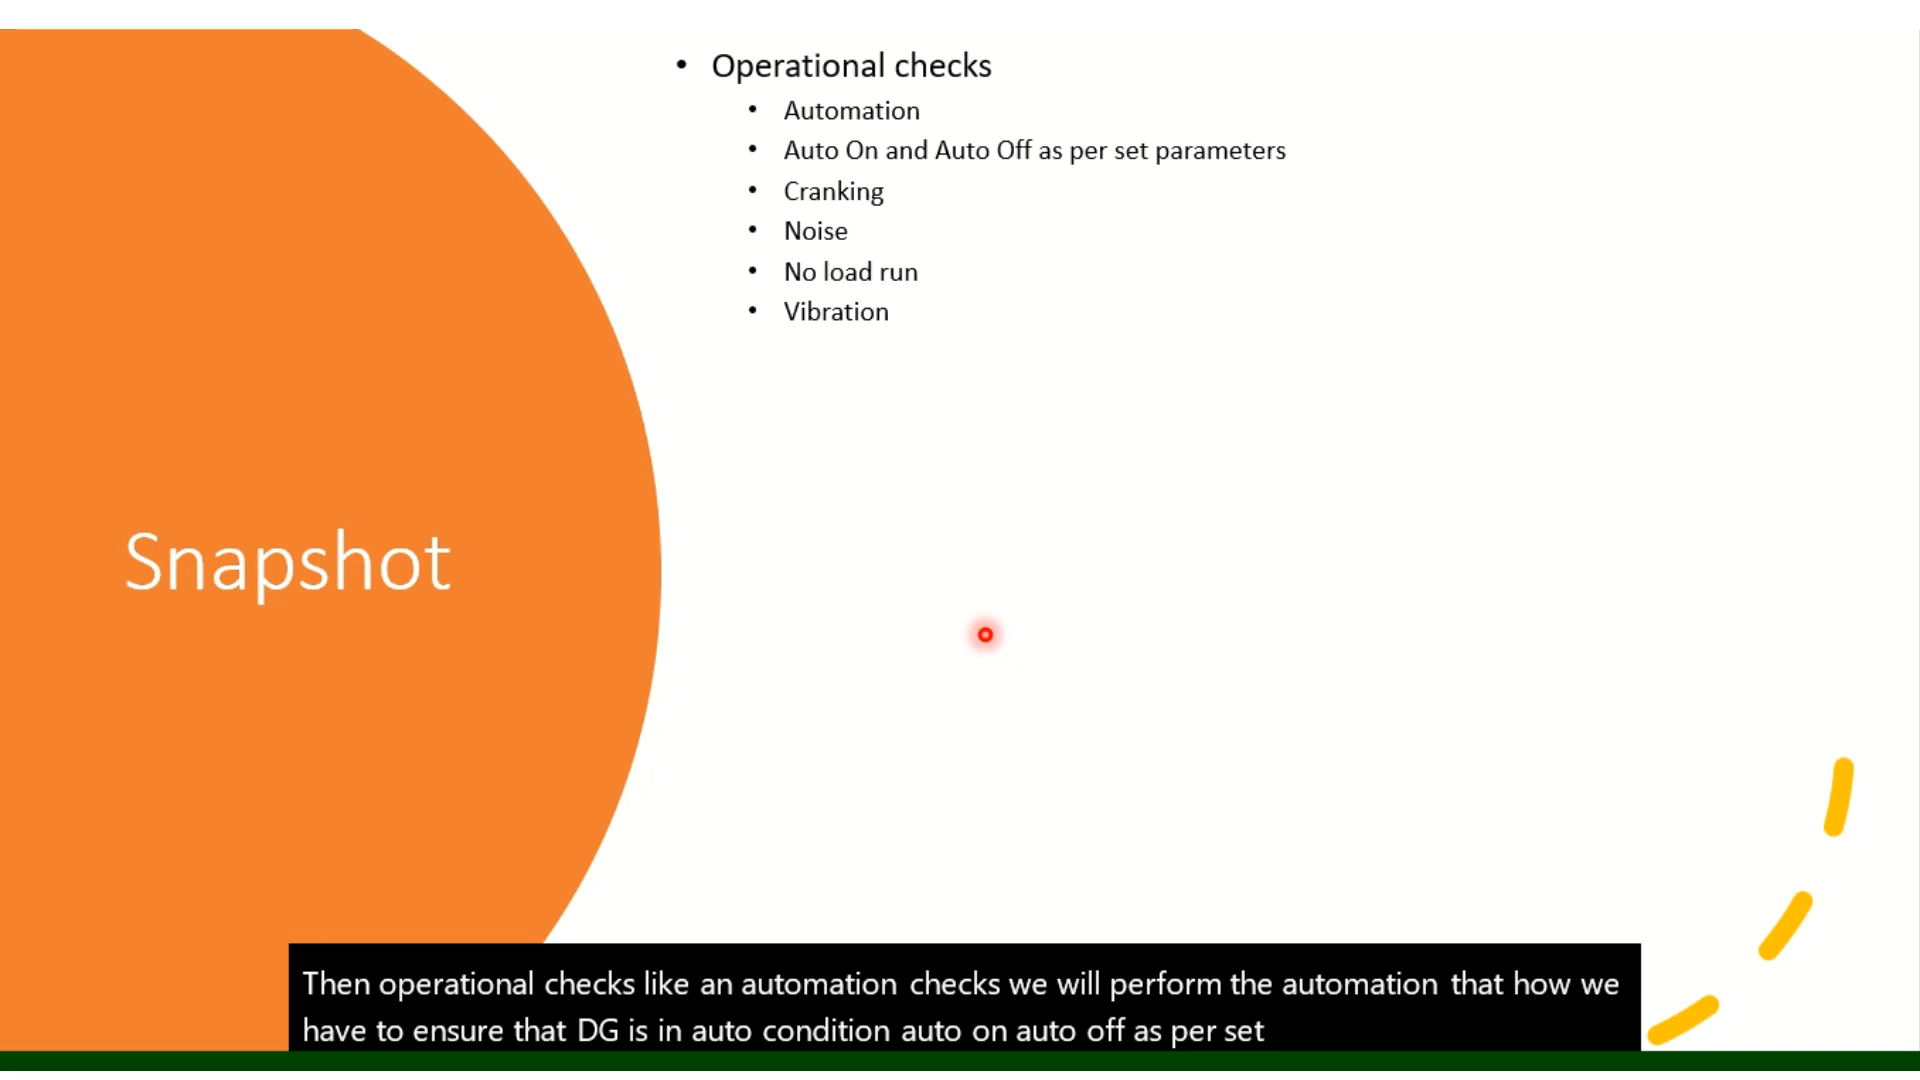 • Operational checks
• Automation
• Auto On and Auto Off as per set parameters
• Cranking
• Noise
• No load run
• Vibration
Snapshot
Then operational checks like an automation checks we will perform the automation that how we
have to ensure that DG is in auto condition auto on auto off as per set